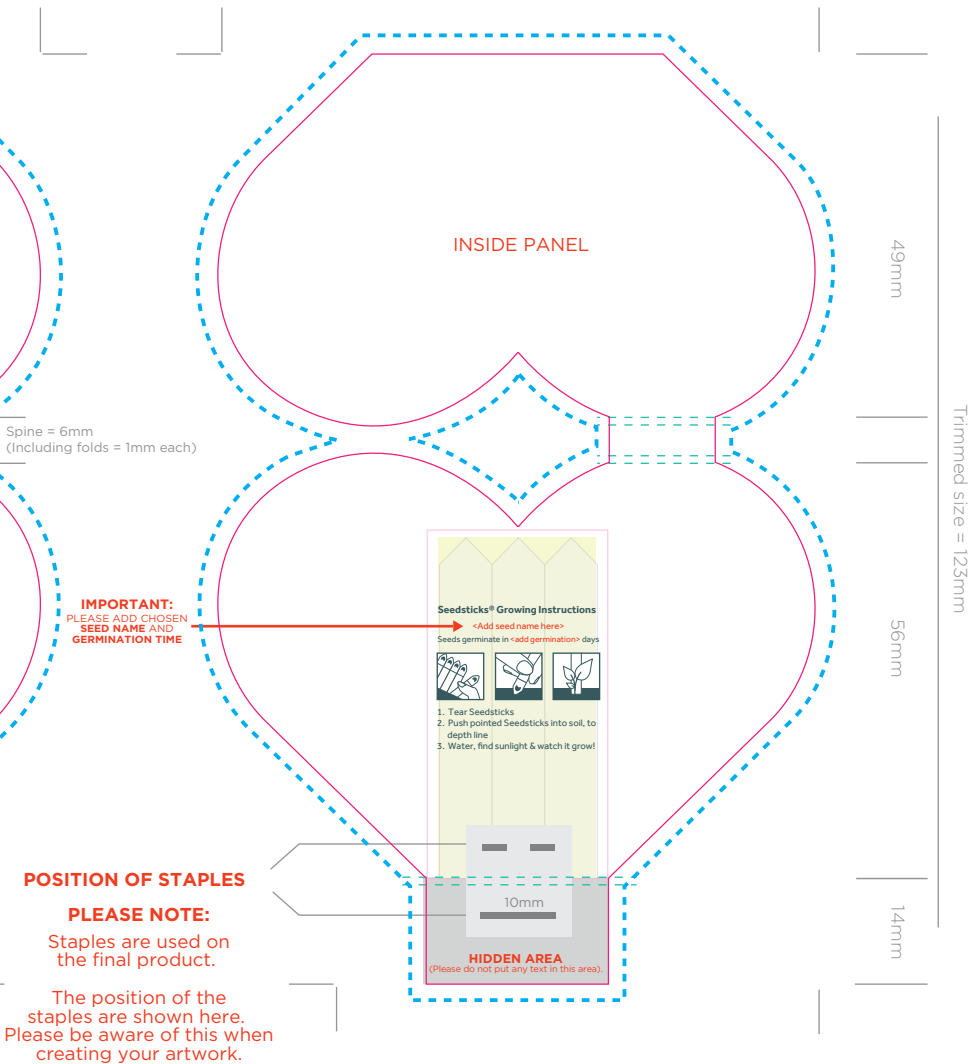 INSIDE PANEL
49mm
Spine = 6mm
(Including folds = 1mm each)
Trimmed size = 123mm
IMPORTANT:
PLEASE ADD CHOSEN
SEED NAME AND
GERMINATION TIME
Seedsticks® Growing Instructions
<Add seed name here>
Seeds germinate in <add germination> days
1. Tear Seedsticks
2. Push pointed Seedsticks into soil, to
depth line
3. Water, find sunlight & watch it grow!
56mm
POSITION OF STAPLES
PLEASE NOTE:
Staples are used on
the final product.
The position of the
staples are shown here.
Please be aware of this when
creating your artwork.
10mm
HIDDEN AREA
(Please do not put any text in this area).
14mm